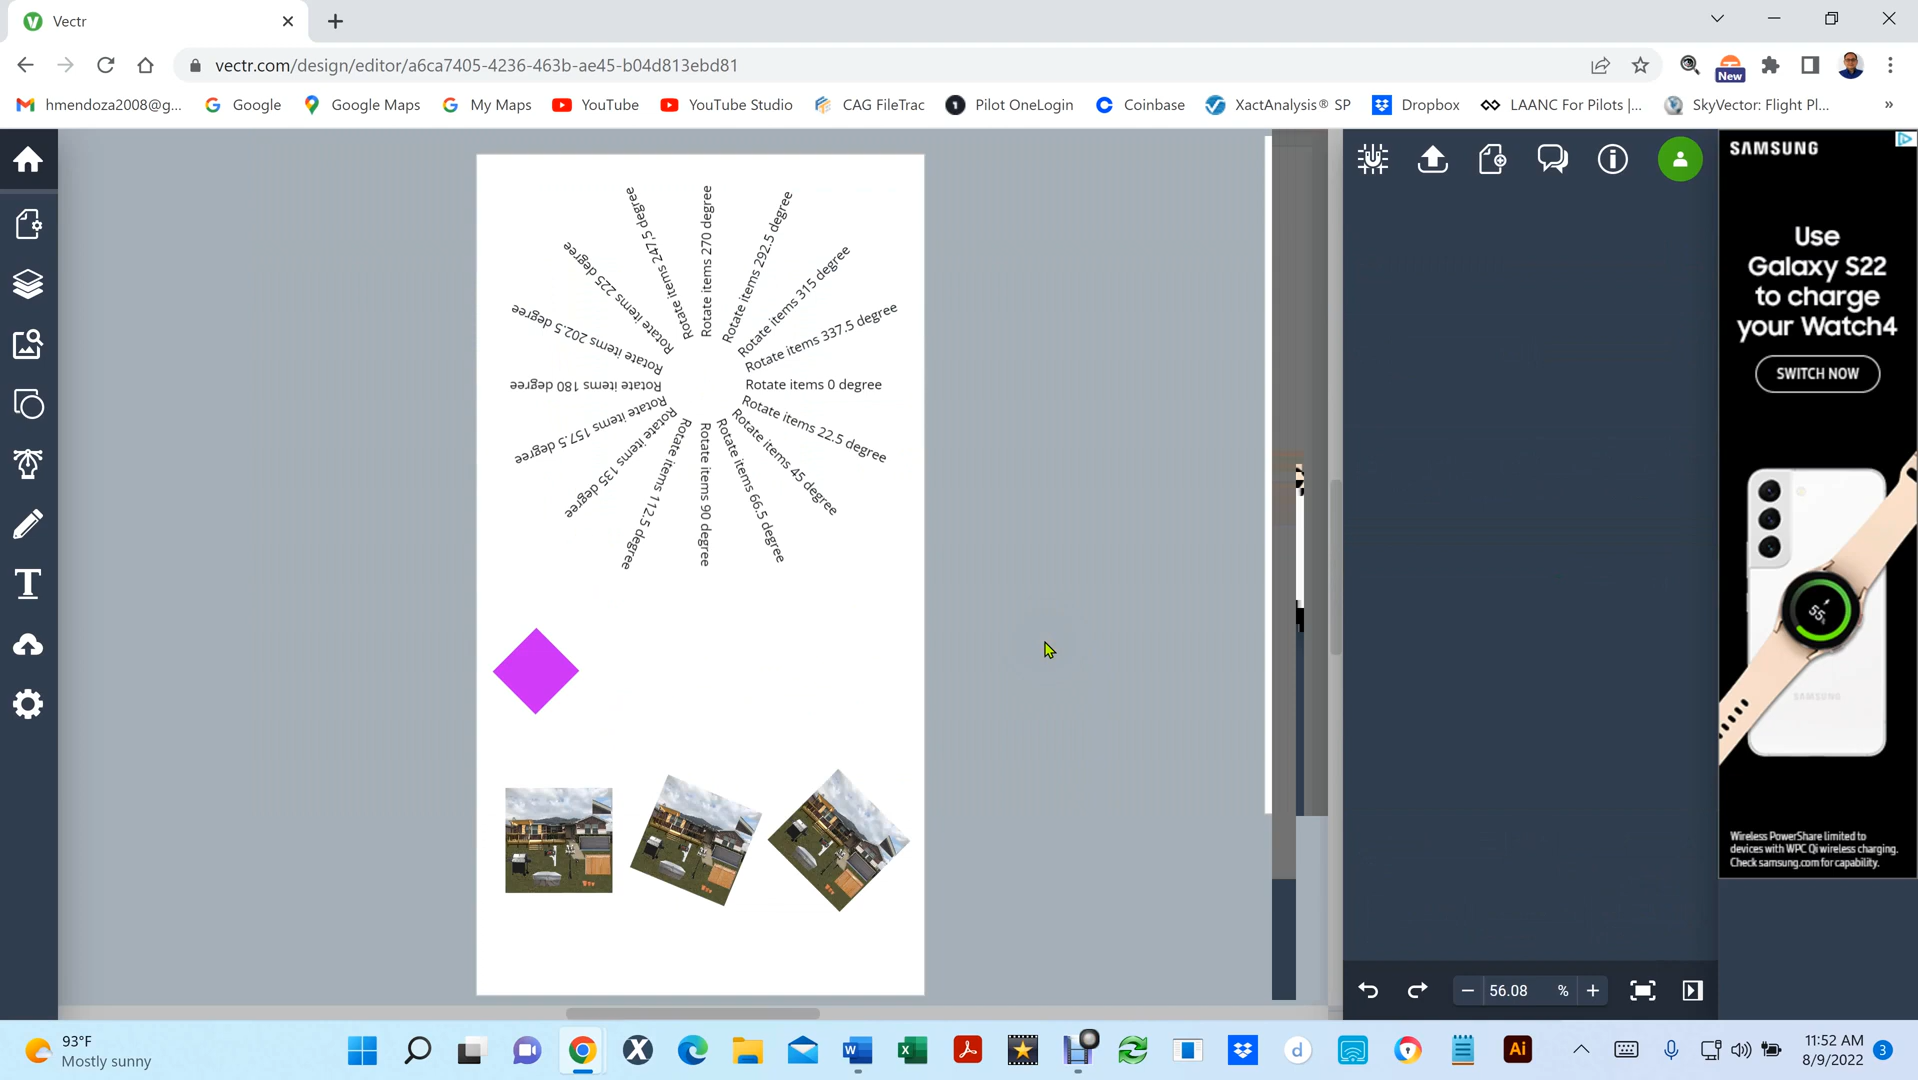 Vectr
vectr.com/design/editor/a6ca7405-4236-463b-ae45-b04d813ebd81
New
hmendoza2008@g...
Google
Google Maps
My Maps
YouTube
YouTube Studio
CAG FileTrac
Pilot OneLogin
Coinbase
XactAnalysis® SP
Dropbox
LAANC For Pilots |...
SkyVector: Flight Pl...
»
Rotate items 247,5 degree
Rotate items 270 degree
Rotate items 292.5 degree
Rotate items 225 degree
Rotate items 315 degree
Rotate items 202.5 degree
Rotate items 337.5 degree
Rotate items 180 degree
Rotate items 0 degree
Rotate items 157.5 degree
Rotate items 22.5 degree
Rotate items 135 degree
Rotate items 45 degree
Rotate items 112.5 degree
Rotate items 90 degree
Rotate items 66.5 degree
SAMSUNG
Use
Galaxy S22
to charge
your Watch4
SWITCH NOW
55%
SAMSUNG
Wireless PowerShare limited to
devices with WPC Qi wireless charging.
Check samsung.com for capability.
56.08 %
93°F
Mostly sunny
11:52 AM
8/9/2022
3